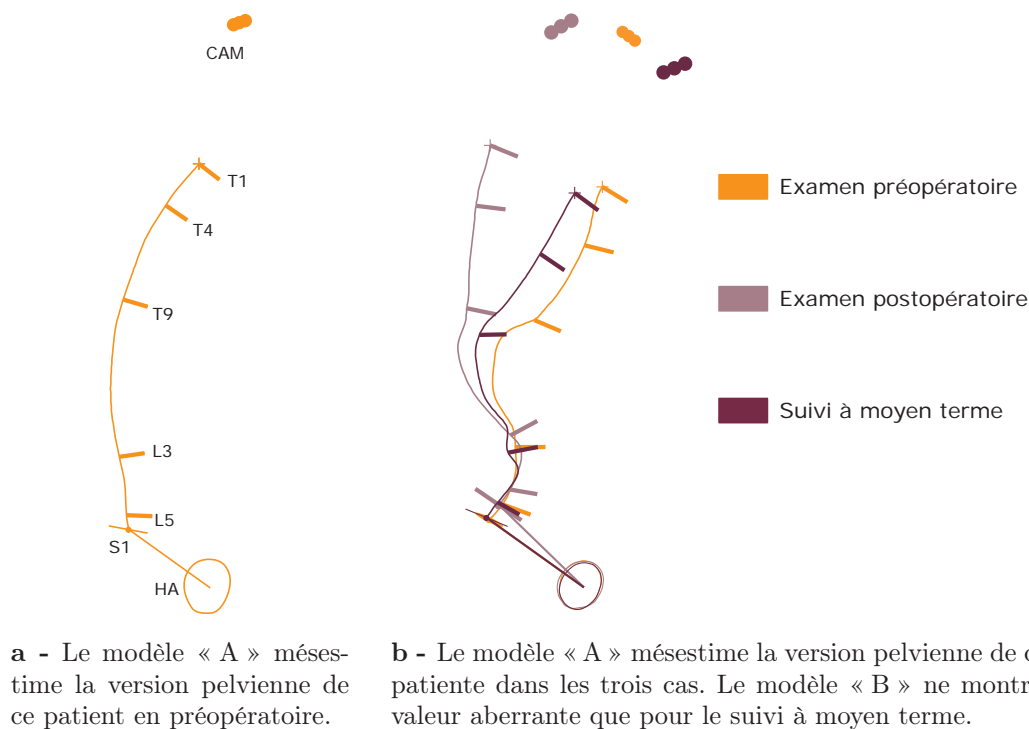 CAM
T1
T4
T9
L3
L5
S1
HA
Examen préopératoire
Examen postopératoire
Suivi à moyen terme
a - Le modèle « A » méses-
time la version pelvienne de
ce patient en préopératoire.
b - Le modèle « A » mésestime la version pelvienne de
patiente dans les trois cas. Le modèle « B » ne
valeur aberrante que pour le suivi à moyen terme.